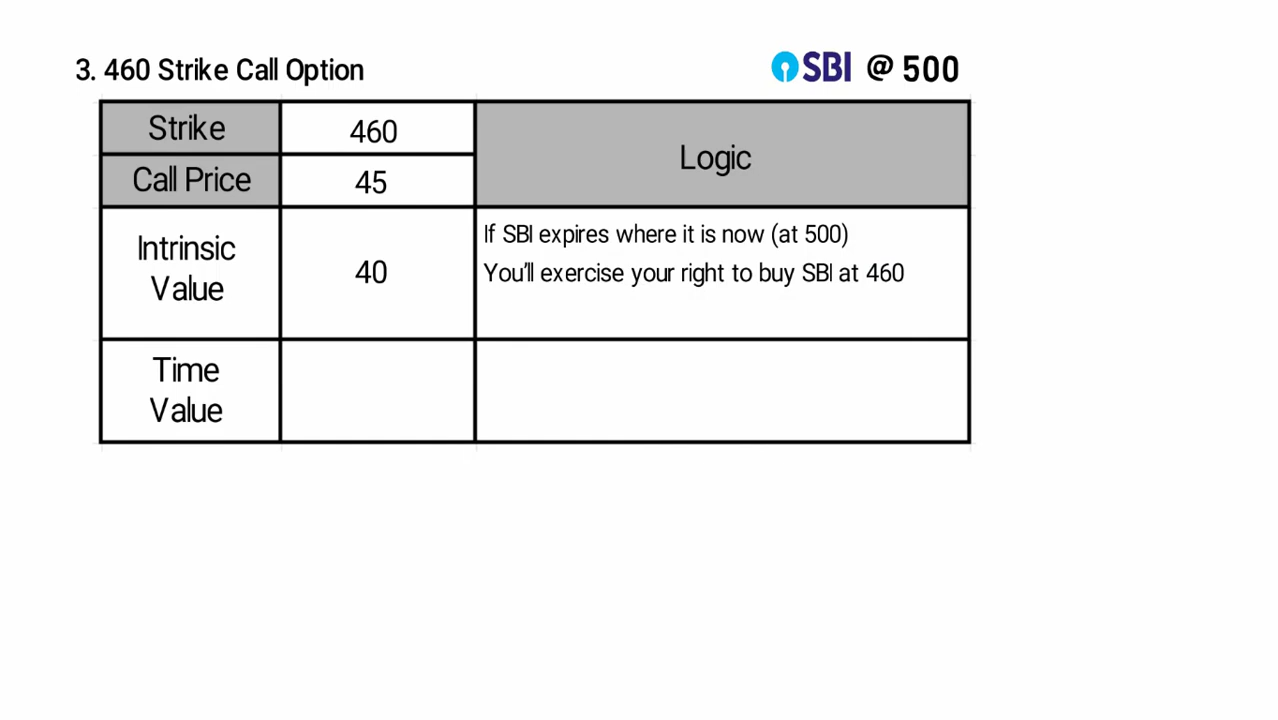 3. 460 Strike Call Option
SBI @ 500
Strike
460
Logic
Call Price
45
Intrinsic
Value
40
If SBI expires where it is now (at 500)
You'll exercise your right to buy SBI at 460
Time
Value